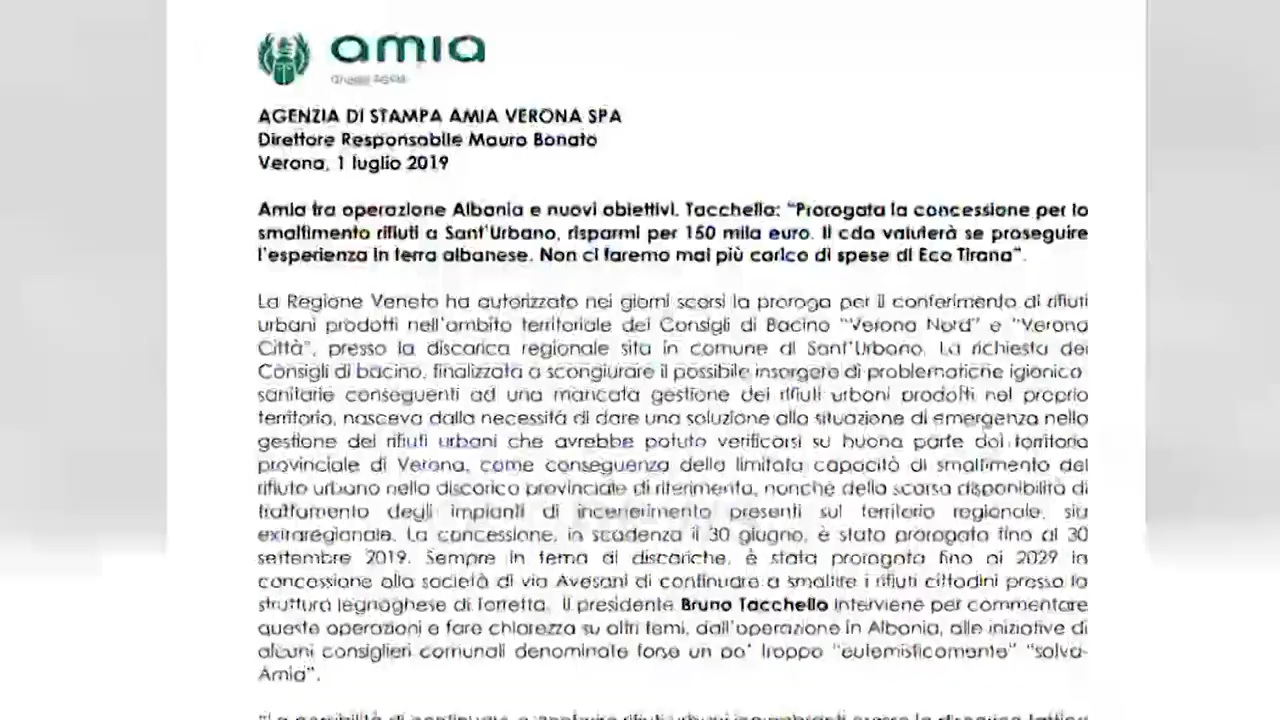 amia
Gruppo AGSM
AGENZIA DI STAMPA AMIA VERONA SPA
Direttore Responsabile Mauro Bonato
Verona, 1 luglio 2019
Amia tra operazione Albania e nuovi obiettivi. Tacchella: "Prorogata la concessione per lo
smaltimento rifiuti a Sant'Urbano, risparmi per 150 mila euro. Il cda valuterà se proseguire
l'esperienza in terra albanese. Non ci faremo mai più carico di spese di Eco Tirana".
La Regione Veneto ha autorizzato nei giorni scorsi la proroga per il conferimento di rifiuti
urbani prodotti nell'ambito territoriale dei Consigli di Bacino "Verona Nord" e "Verona
Città", presso la discarica regionale sita in comune di Sant'Urbano. La richiesta dei
Consigli di bacino, finalizzata a scongiurare il possibile insorgere di problematiche igienico
sanitarie conseguenti ad una mancata gestione dei rifiuti urbani prodotti nel proprio
territorio, nasceva dalla necessità di dare una soluzione alla situazione di emergenza nella
gestione dei rifiuti urbani che avrebbe potuto verificarsi su buona parte del territorio
provinciale di Verona, come conseguenza della limitata capacità di smaltimento del
rifiuto urbano nella discarica provinciale di riferimento, nonché della scarsa disponibilità di
trattamento degli impianti di incenerimento presenti sul territorio regionale, sia
extraregionale. La concessione, in scadenza il 30 giugno, è stata prorogata fino al 30
settembre 2019. Sempre in tema di discariche, è stata prorogata fino al 2029 la
concessione alla società di via Avesani di continuare a smaltire i rifiuti cittadini presso la
struttura legnaghese di Torretta. Il presidente Bruno Tacchella interviene per commentare
queste operazioni e fare chiarezza su altri temi, dall'operazione in Albania, alle iniziative di
alcuni consiglieri comunali denominate forse un po' troppo "eufemisticamente" "salva-
Amia".